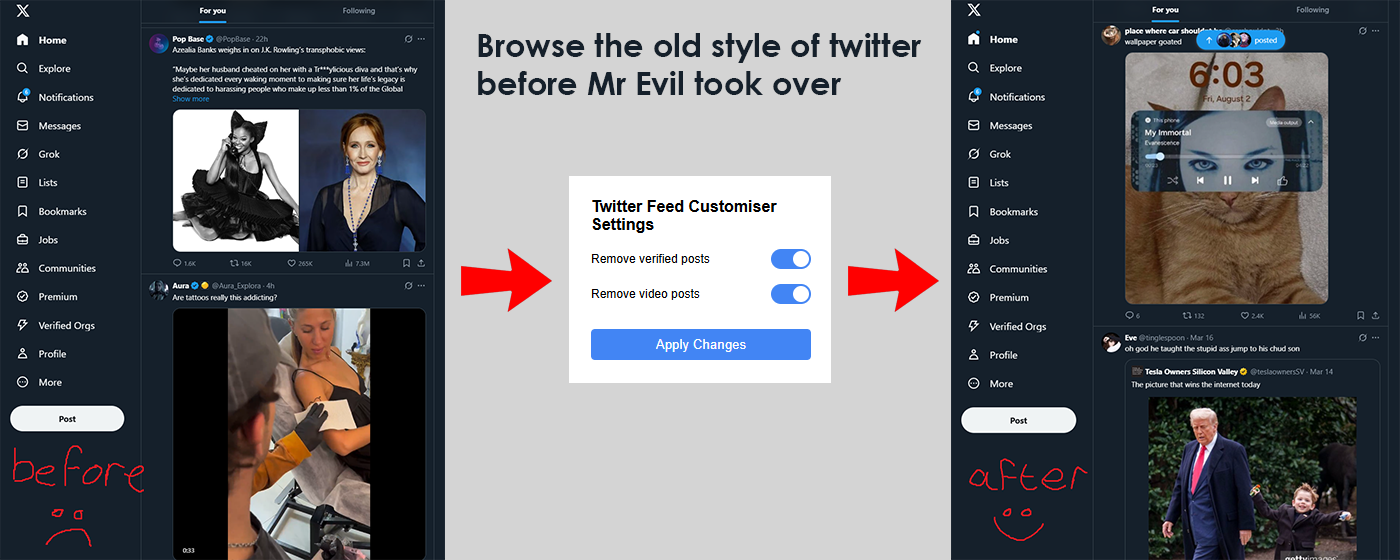 For you
Following
Home
Explore
Notifications
Messages
Grok
Lists
Bookmarks
Jobs
Communities
Premium
Verified Orgs
Profile
More
Post
before
Pop Base @PopBase · 22h
Azealia Banks weighs in on J.K. Rowling's transphobic views:
"Maybe her husband cheated on her with a Tr***ylicious diva and that's why
she's dedicated every waking moment to making sure her life's legacy is
dedicated to harassing people who make up less than 1% of the Global
Show more
1.6K 16K 265K 7.3M
Aura @Aura_Explora · 4h
Are tattoos really this addicting?
0:33
Browse the old style of twitter
before Mr Evil took over
Twitter Feed Customiser
Settings
Remove verified posts
Remove video posts
Apply Changes
For you
Following
Home
Explore
Notifications
Messages
Grok
Lists
Bookmarks
Jobs
Communities
Premium
Verified Orgs
Profile
More
Post
after
place where car
posted
wallpaper goated
6:03
Fri, August 2
This phone
Media output
My Immortal
Evanescence
6 132 2.4K 56K
Eve @tinglespoon · Mar 16
oh god he taught the stupid ass jump to his chud son
Tesla Owners Silicon Valley @teslaownersSV · Mar 14
The picture that wins the internet today
gettyimages